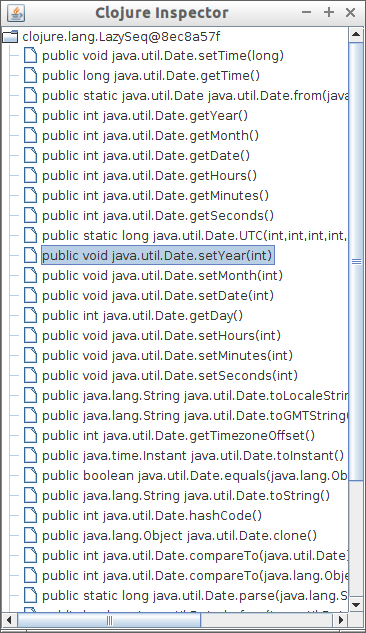 Clojure Inspector
clojure.lang.LazySeq@8ec8a57f
public void java.util.Date.setTime(long)
public long java.util.Date.getTime()
public static java.util.Date java.util.Date.from(java
public int java.util.Date.getYear()
public int java.util.Date.getMonth()
public int java.util.Date.getDate()
public int java.util.Date.getHours()
public int java.util.Date.getMinutes()
public int java.util.Date.getSeconds()
public static long java.util.Date.UTC(int,int,int,int,
public void java.util.Date.setYear(int)
public void java.util.Date.setMonth(int)
public void java.util.Date.setDate(int)
public int java.util.Date.getDay()
public void java.util.Date.setHours(int)
public void java.util.Date.setMinutes(int)
public void java.util.Date.setSeconds(int)
public java.lang.String java.util.Date.toLocaleStrin
public java.lang.String java.util.Date.toGMTString(
public int java.util.Date.getTimezoneOffset()
public java.time.Instant java.util.Date.toInstant()
public boolean java.util.Date.equals(java.lang.Ob
public java.lang.String java.util.Date.toString()
public int java.util.Date.hashCode()
public java.lang.Object java.util.Date.clone()
public int java.util.Date.compareTo(java.util.Date)
public int java.util.Date.compareTo(java.lang.Obje
public static long java.util.Date.parse(java.lang.S